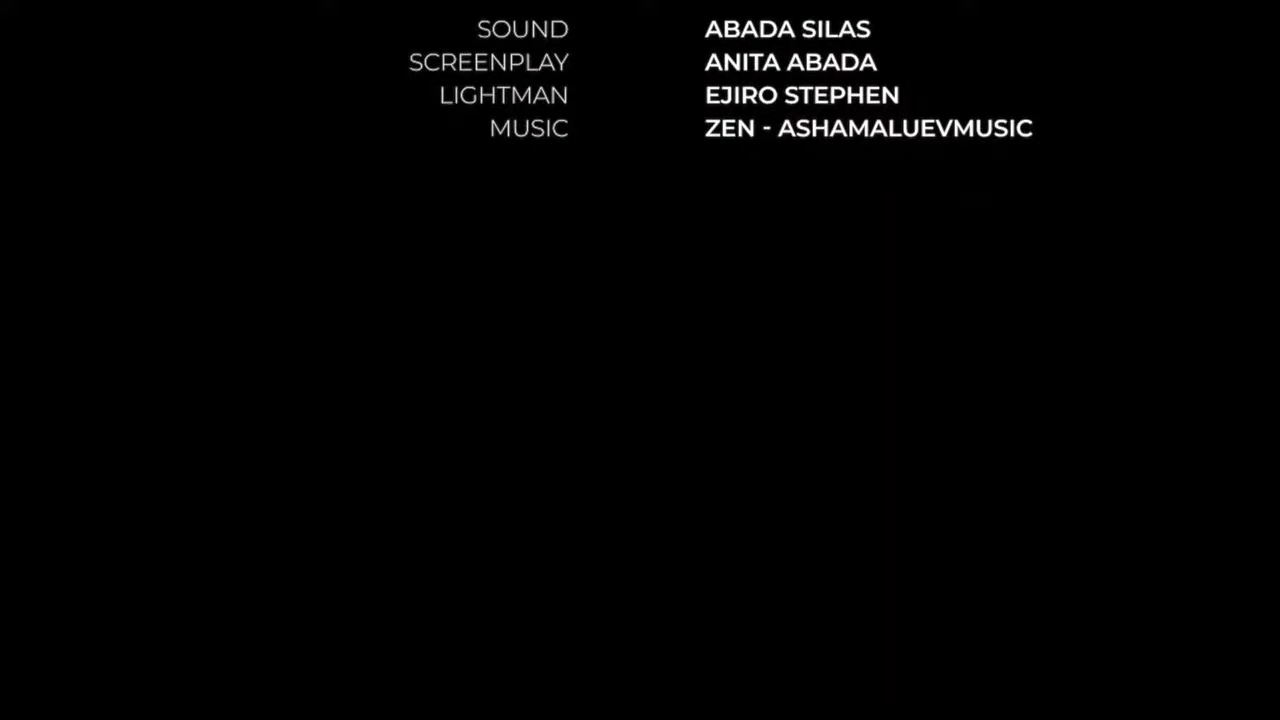 SOUND ABADA SILAS
SCREENPLAY ANITA ABADA
LIGHTMAN EJIRO STEPHEN
MUSIC ZEN - ASHAMALUEVMUSIC